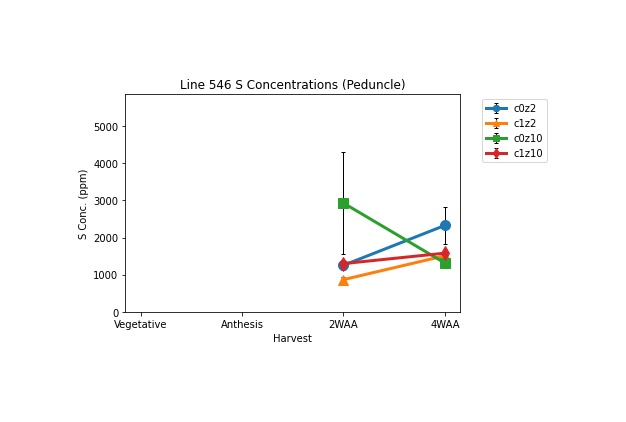 Line 546 S Concentrations (Peduncle)
c0z2
c1z2
c0z10
c1z10
5000
4000
3000
2000
1000
0
S Conc. (ppm)
Vegetative Anthesis 2WAA 4WAA
Harvest